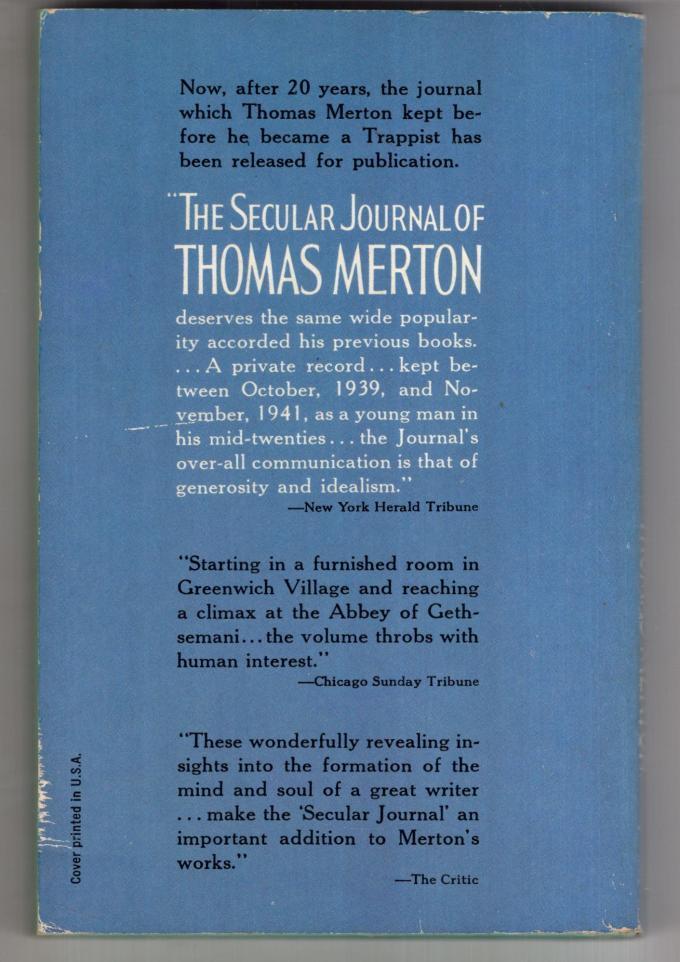 Now, after 20 years, the journal
which Thomas Merton kept be-
fore he became a Trappist has
been released for publication.
"THE SECULAR JOURNAL OF
THOMAS MERTON
deserves the same wide popular-
ity accorded his previous books.
...A private record...kept be-
tween October, 1939, and No-
vember, 1941, as a young man in
his mid-twenties...the Journal's
over-all communication is that of
generosity and idealism."
—New York Herald Tribune
"Starting in a furnished room in
Greenwich Village and reaching
a climax at the Abbey of Geth-
semani...the volume throbs with
human interest."
—Chicago Sunday Tribune
"These wonderfully revealing in-
sights into the formation of the
mind and soul of a great writer
...make the 'Secular Journal' an
important addition to Merton's
works."
—The Critic
Cover printed in U.S.A.